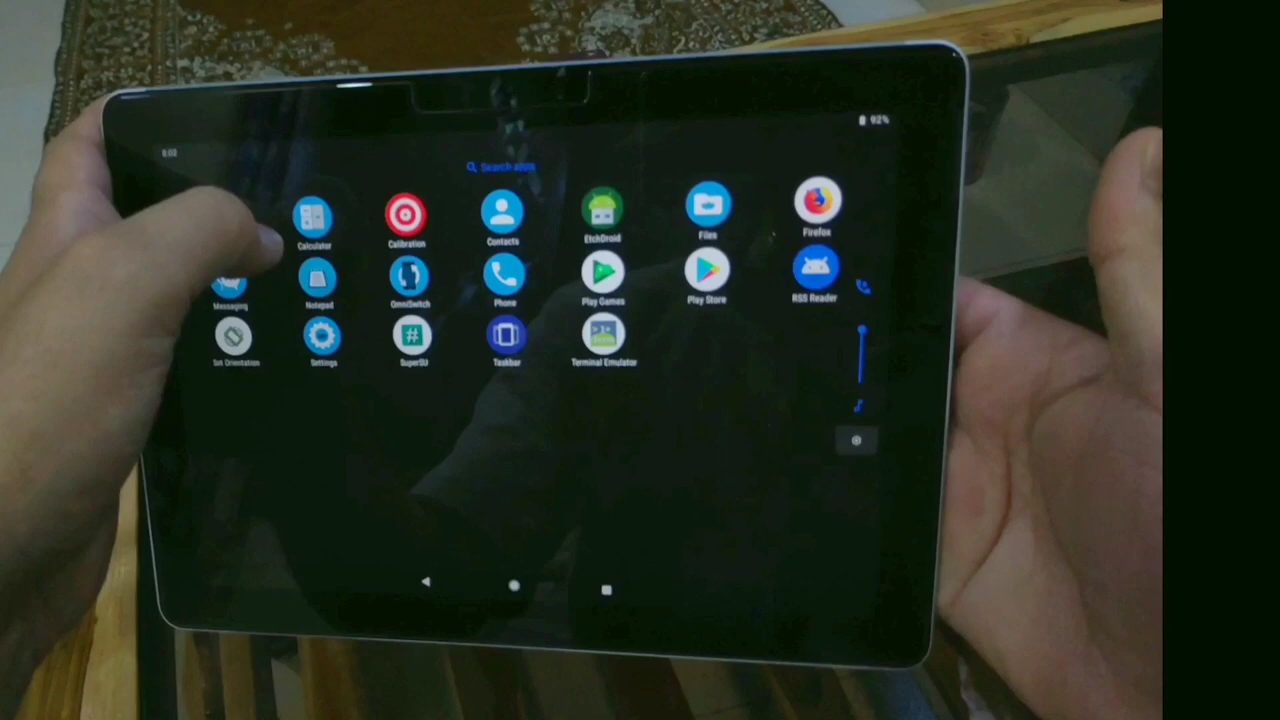 92%
Search apps
Calculator
Calibration
Contacts
EtchDroid
Files
Firefox
Messaging
Notepad
OmniSwitch
Phone
Play Games
Play Store
RSS Reader
Set Orientation
Settings
SuperSU
Taskbar
Terminal Emulator